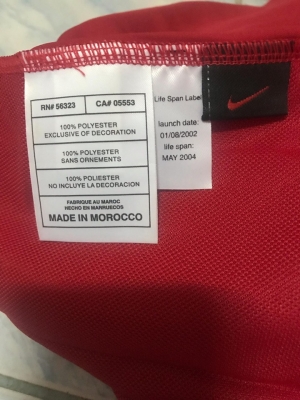 RN# 56323 CA# 05553
100% POLYESTER
EXCLUSIVE OF DECORATION
100% POLYESTER
SANS ORNEMENTS
100% POLIESTER
NO INCLUYE LA DECORACION
FABRIQUE AU MAROC
HECHO EN MARRUECOS
MADE IN MOROCCO
Life Span Label
launch date:
01/08/2002
life span:
MAY 2004